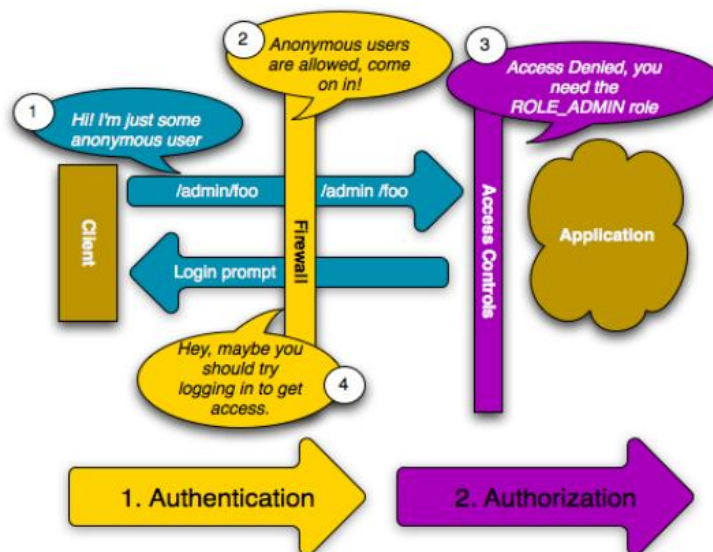 1
Hi! I'm just some
anonymous user
2
Anonymous users
are allowed, come
on in!
3
Access Denied, you
need the
ROLE_ADMIN role
Client
/admin/foo
Firewall
/admin /foo
Access Controls
Application
Login prompt
Hey, maybe you
should try
logging in to get
access.
4
1. Authentication
2. Authorization